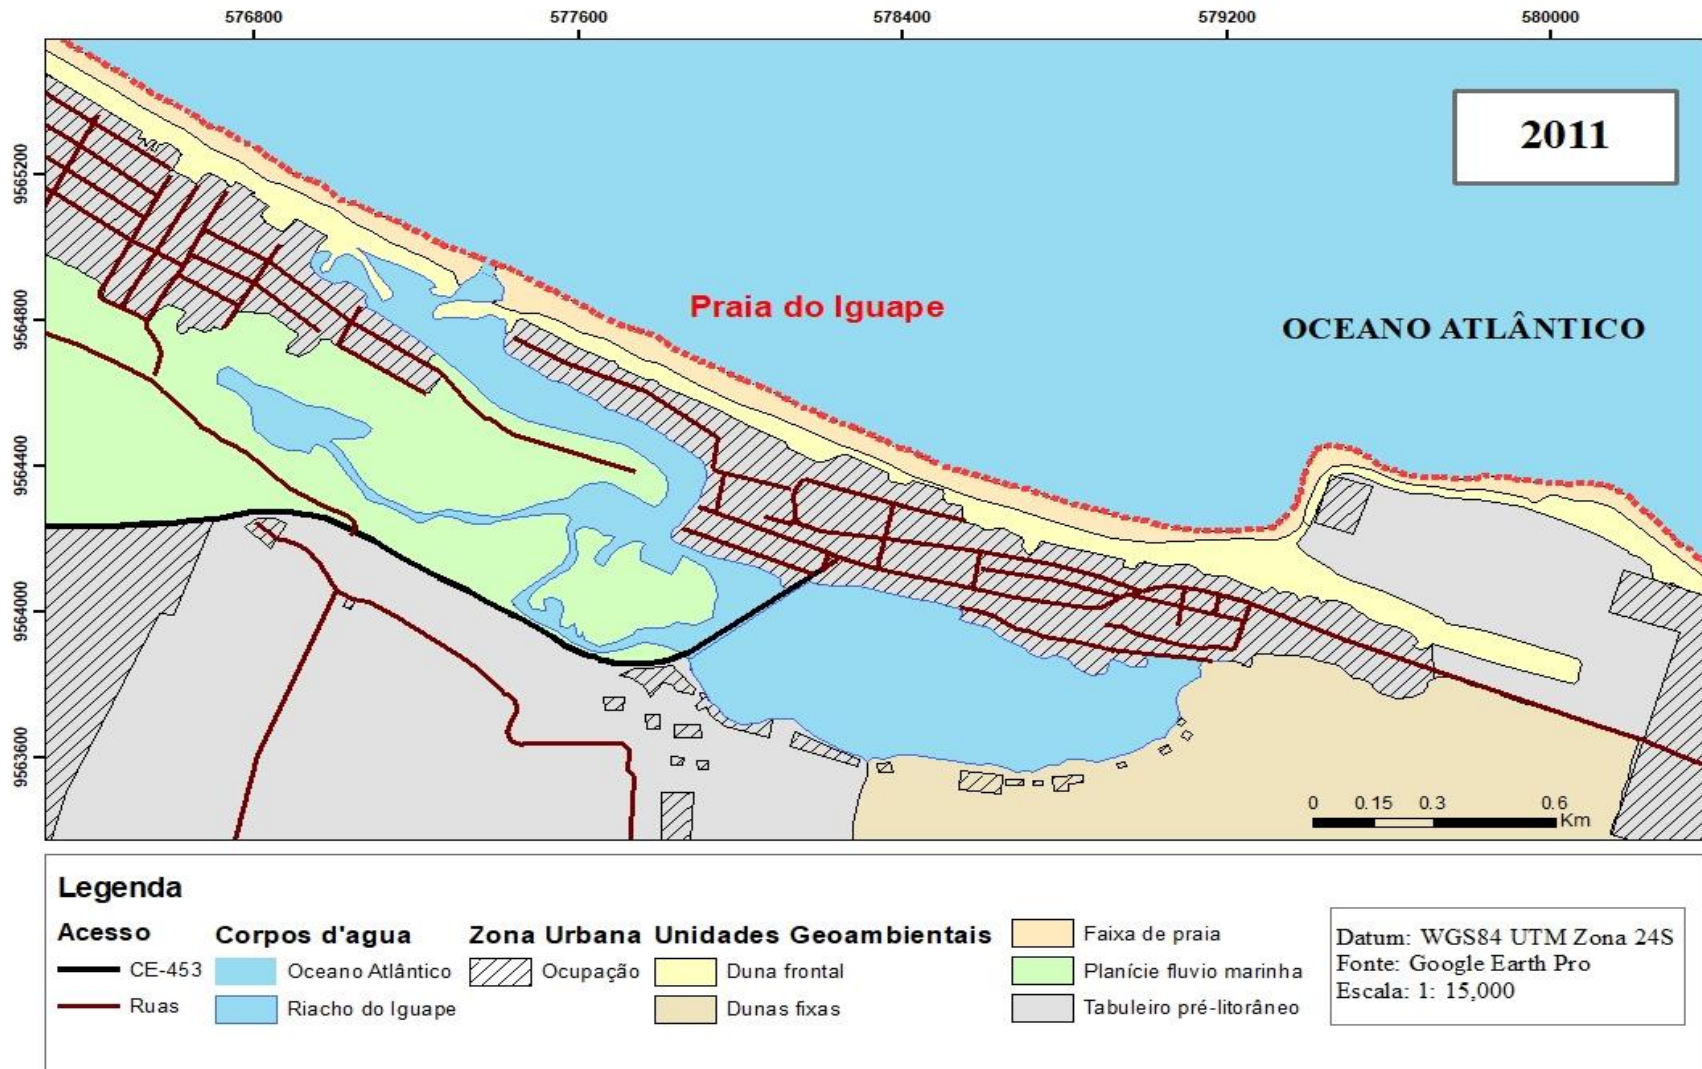 576800
577600
578400
579200
580000
2011
9565200
9564800
9564400
9564000
9563600
Praia do Iguape
OCEANO ATLÂNTICO
0 0.15 0.3 0.6
Km
Legenda
Acesso
CE-453
Ruas
Corpos d'agua
Oceano Atlântico
Riacho do Iguape
Zona Urbana
Ocupação
Unidades Geoambientais
Duna frontal
Dunas fixas
Faixa de praia
Planície fluvio marinha
Tabuleiro pré-litorâneo
Datum: WGS84 UTM Zona 24S
Fonte: Google Earth Pro
Escala: 1: 15,000